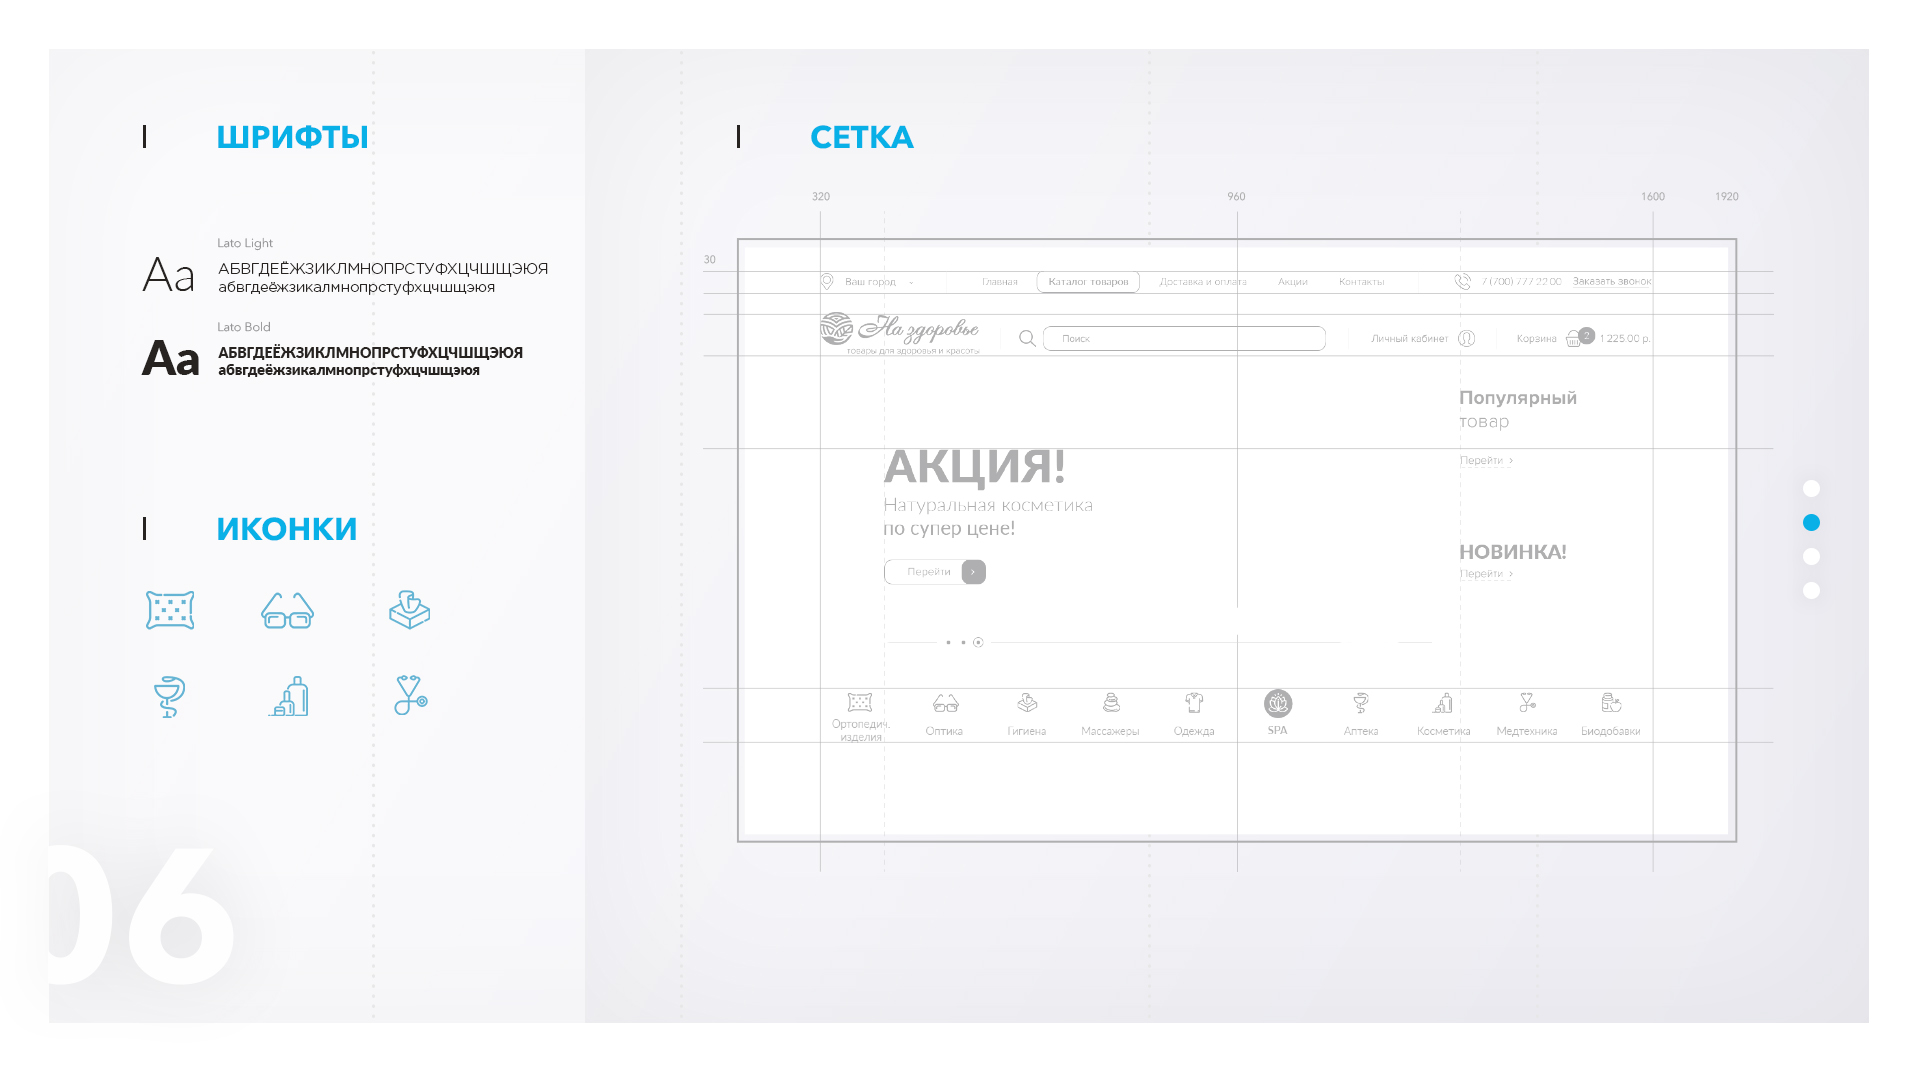 ШРИФТЫ
Lato Light
Aa
АБВГДЕЁЖЗИКЛМНОПРСТУФХЦЧШЩЭЮЯ
абвгдеёжзикалмнопрстуфхцчшщэюя
Lato Bold
Aa
АБВГДЕЁЖЗИКЛМНОПРСТУФХЦЧШЩЭЮЯ
абвгдеёжзикалмнопрстуфхцчшщэюя
ИКОНКИ
06
СЕТКА
320 960 1600 1920
30
Ваш город Главная Каталог товаров Доставка и оплата Акции Контакты 7 (700) 777 22 00 Заказать звонок
На здоровье
товары для здоровья и красоты
Поиск Личный кабинет Корзина 2 1 225.00 р.
Популярный
товар
Перейти
АКЦИЯ!
Натуральная косметика
по супер цене!
Перейти
НОВИНКА!
Перейти
Ортопедич.
изделия
Оптика Гигиена Массажеры Одежда SPA Аптека Косметика Медтехника Биодобавки